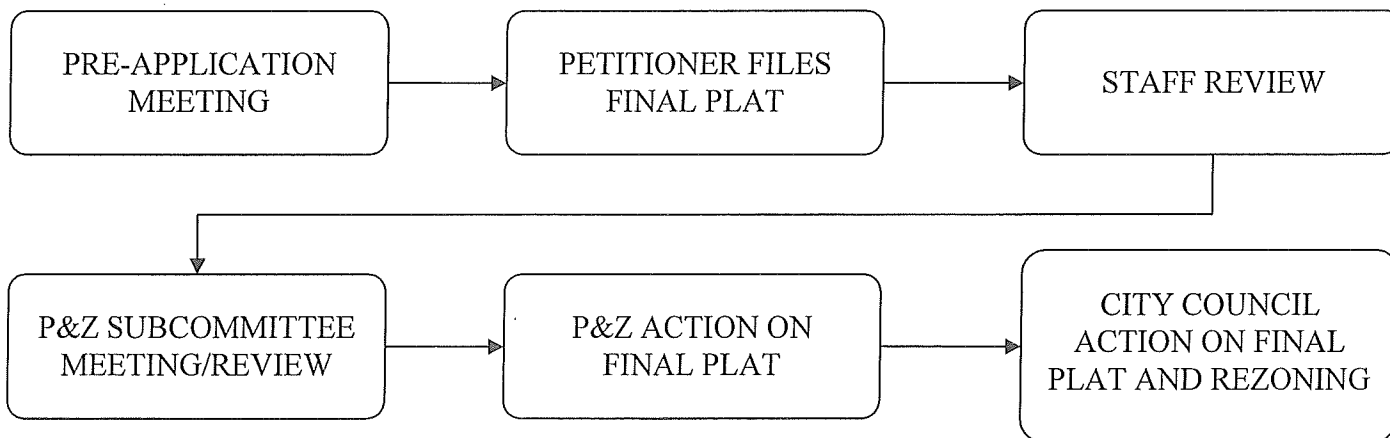 PRE-APPLICATION
MEETING
PETITIONER FILES
FINAL PLAT
STAFF REVIEW
P&Z SUBCOMMITTEE
MEETING/REVIEW
P&Z ACTION ON
FINAL PLAT
CITY COUNCIL
ACTION ON FINAL
PLAT AND REZONING